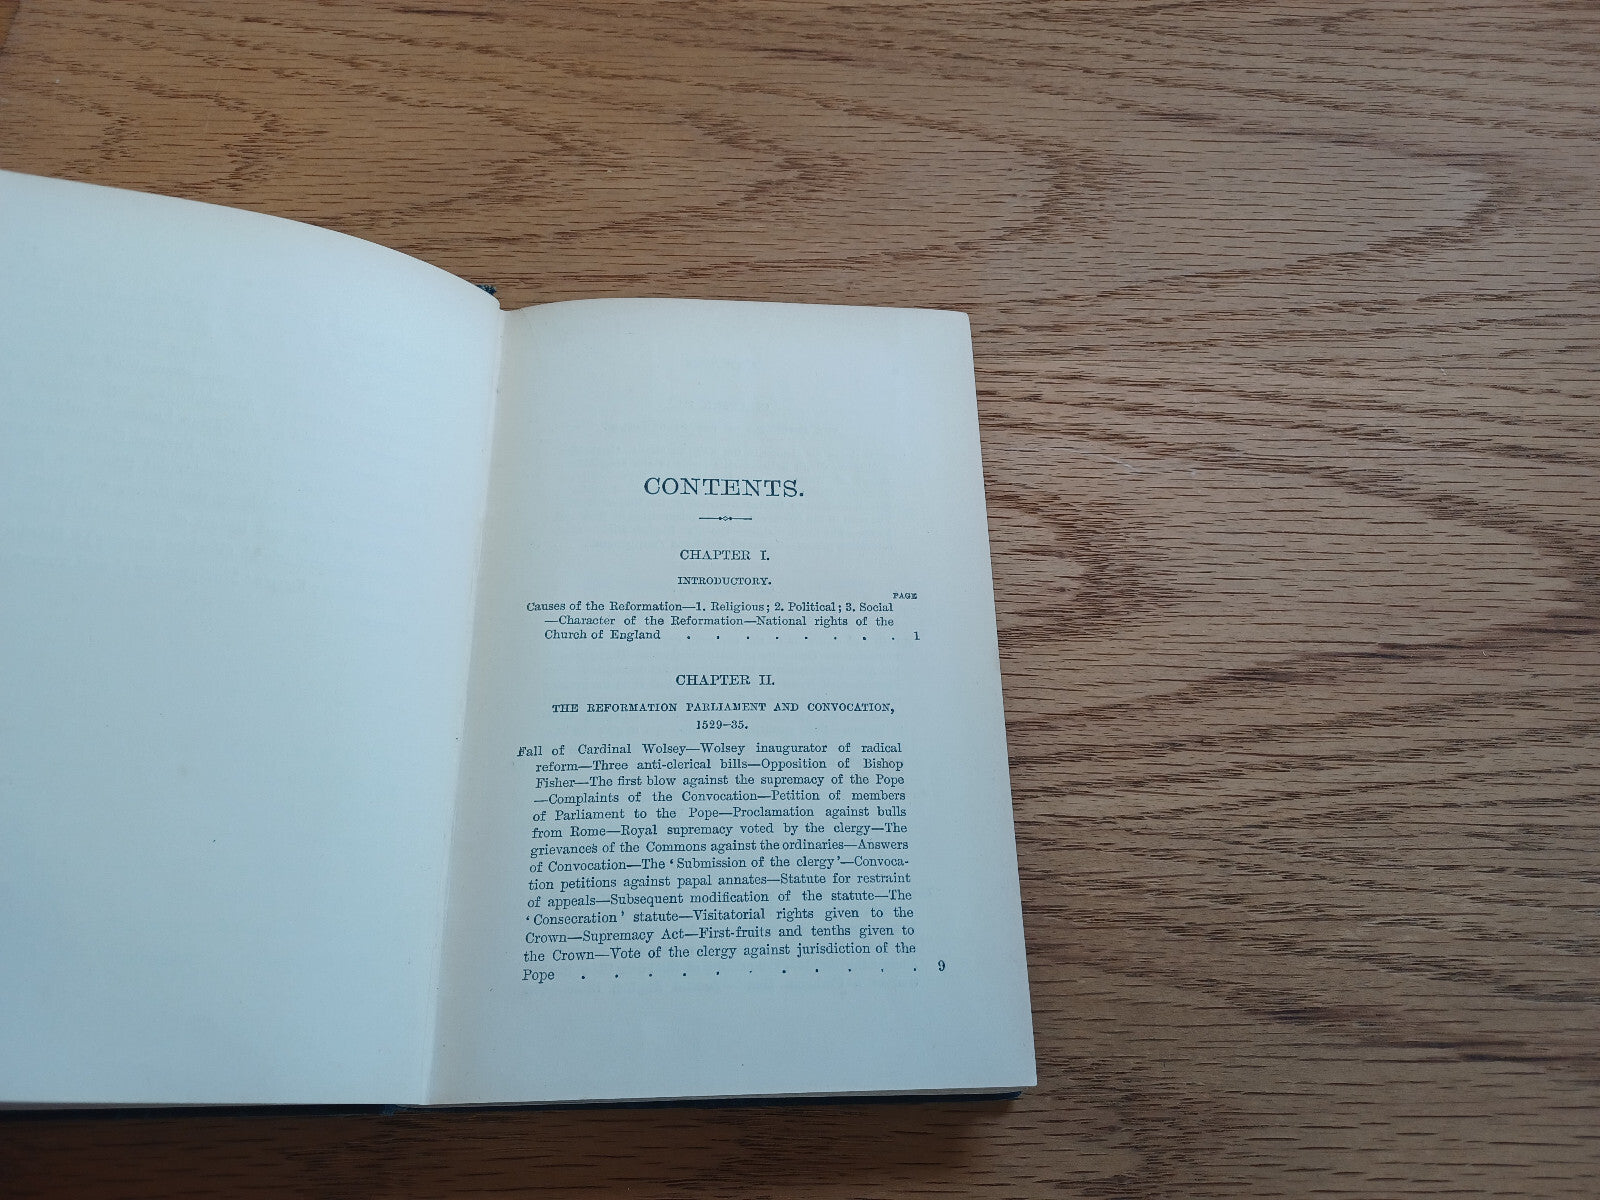 CONTENTS.
CHAPTER I.
INTRODUCTORY.
PAGE
Causes of the Reformation—1. Religious; 2. Political; 3. Social
—Character of the Reformation—National rights of the
Church of England . . . . . . . . 1
CHAPTER II.
THE REFORMATION PARLIAMENT AND CONVOCATION,
1529–35.
Fall of Cardinal Wolsey—Wolsey inaugurator of radical
reform—Three anti-clerical bills—Opposition of Bishop
Fisher—The first blow against the supremacy of the Pope
—Complaints of the Convocation—Petition of members
of Parliament to the Pope—Proclamation against bulls
from Rome—Royal supremacy voted by the clergy—The
grievances of the Commons against the ordinaries—Answers
of Convocation—The ‘Submission of the clergy’—Convoca-
tion petitions against papal annates—Statute for restraint
of appeals—Subsequent modification of the statute—The
‘Consecration’ statute—Visitatorial rights given to the
Crown—Supremacy Act—First-fruits and tenths given to
the Crown—Vote of the clergy against jurisdiction of the
Pope . . . . . . . . . . . 9